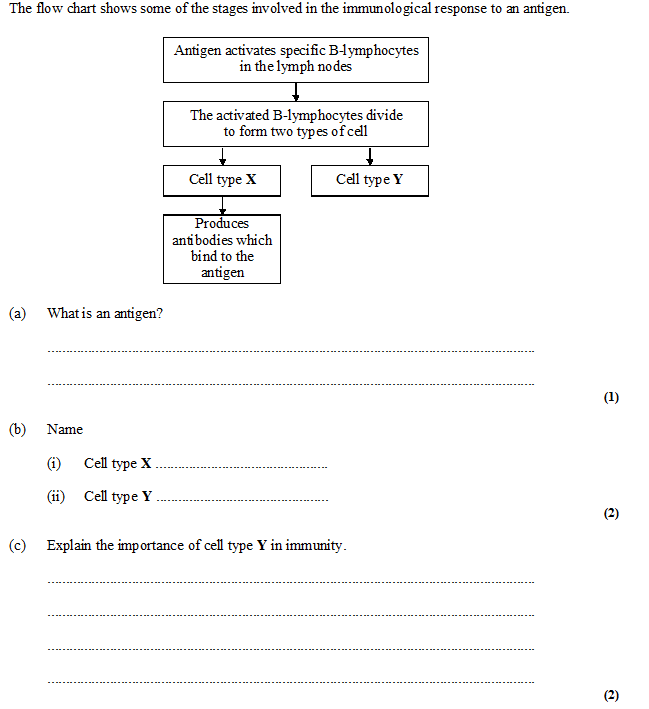 The flow chart shows some of the stages involved in the immunological response to an antigen.
Antigen activates specific B-lymphocytes
in the lymph nodes
The activated B-lymphocytes divide
to form two types of cell
Cell type X
Cell type Y
Produces
antibodies which
bind to the
antigen
(a) What is an antigen?
................................................................................
................................................................................
(1)
(b) Name
(i) Cell type X ..................................................
(ii) Cell type Y ..................................................
(2)
(c) Explain the importance of cell type Y in immunity.
................................................................................
................................................................................
................................................................................
................................................................................
(2)